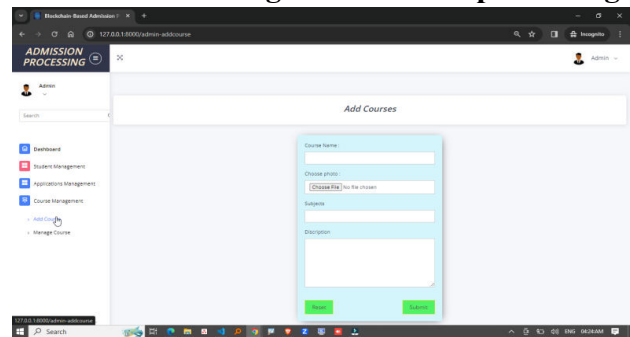 Blockchain-Based Admission P
127.0.0.1:8000/admin-addcourse
Incognito
ADMISSION
PROCESSING
Admin
Admin
Search
Add Courses
Dashboard
Student Management
Applications Management
Course Management
Add Course
Manage Course
Course Name :
Choose photo :
Choose File No file chosen
Subjects
Discription
Reset
Submit
127.0.0.1:8000/admin-addcourse
Search
ENG 04:24 AM